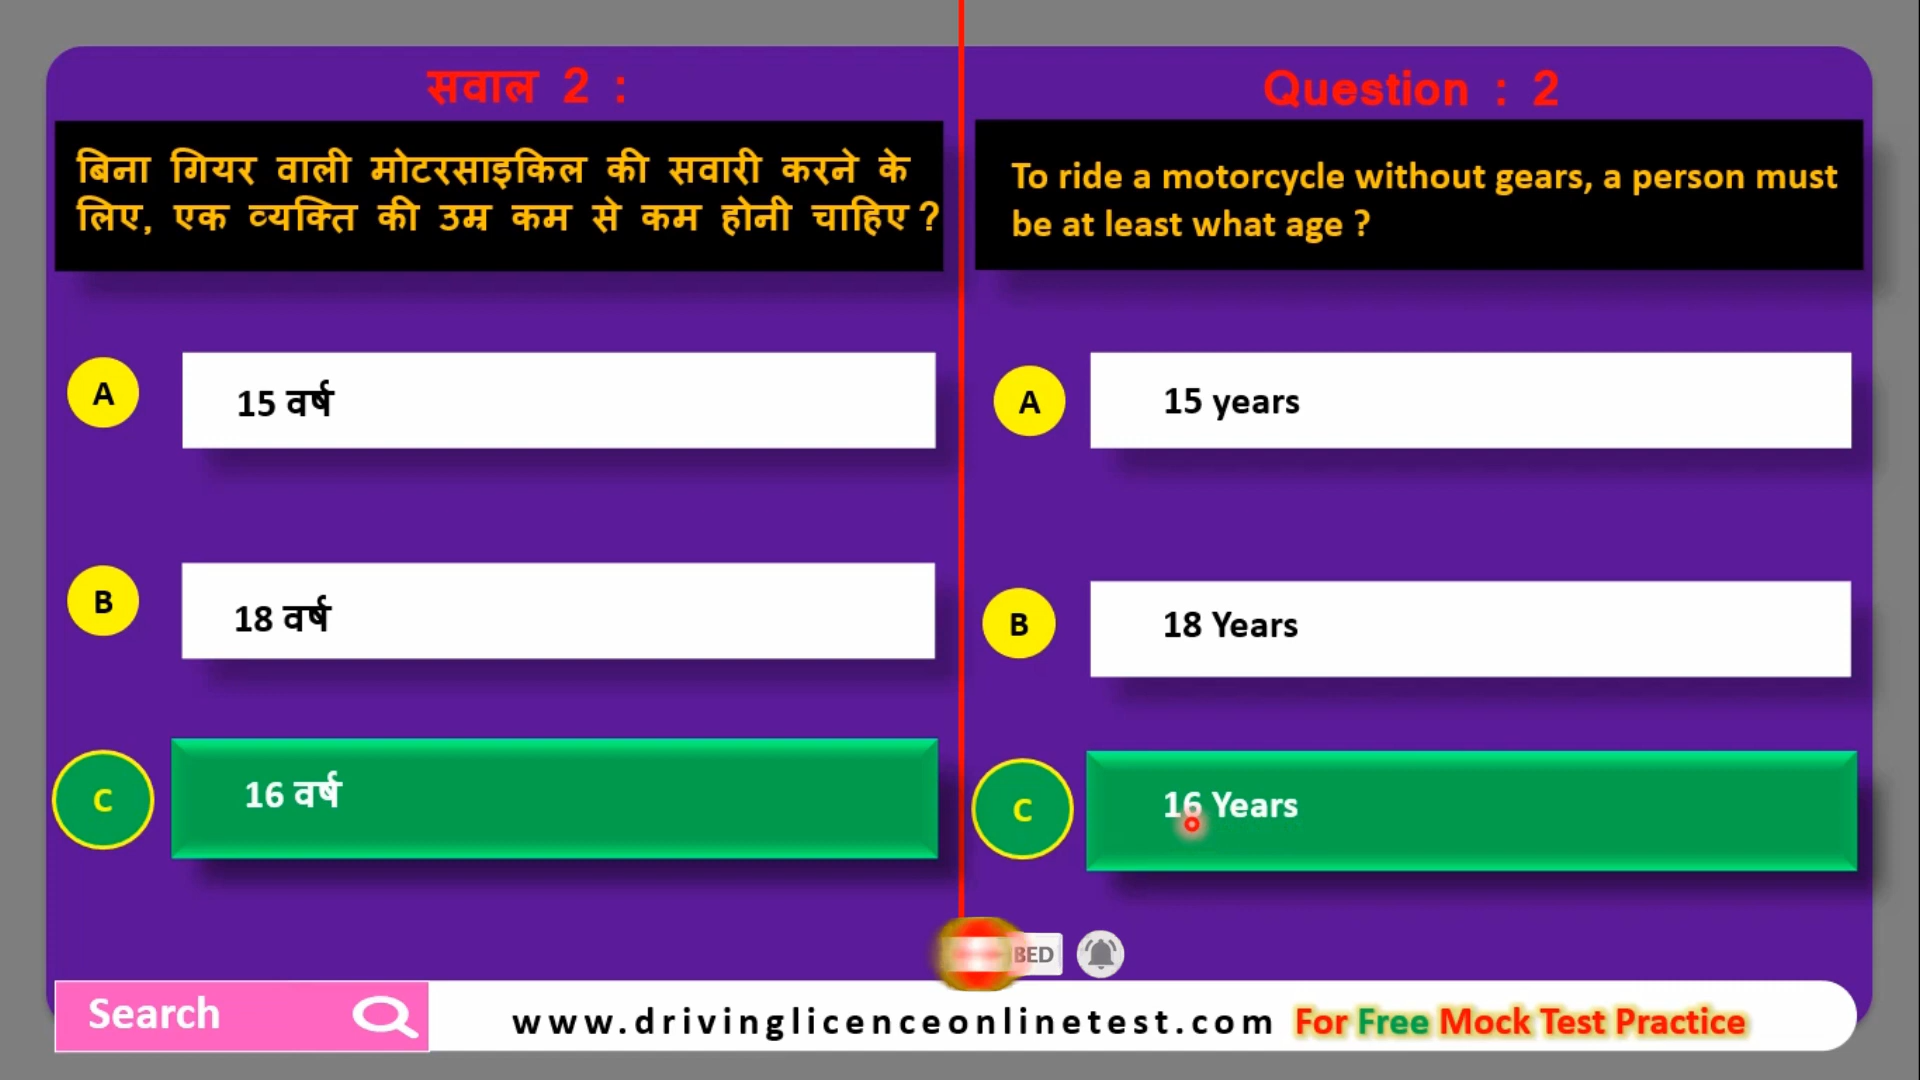 सवाल 2 :
बिना गियर वाली मोटरसाइकिल की सवारी करने के
लिए, एक व्यक्ति की उम्र कम से कम होनी चाहिए ?
A
15 वर्ष
B
18 वर्ष
C
16 वर्ष
Question : 2
To ride a motorcycle without gears, a person must
be at least what age ?
A
15 years
B
18 Years
C
16 Years
BED
Search
www.drivinglicenceonlinetest.com For Free Mock Test Practice